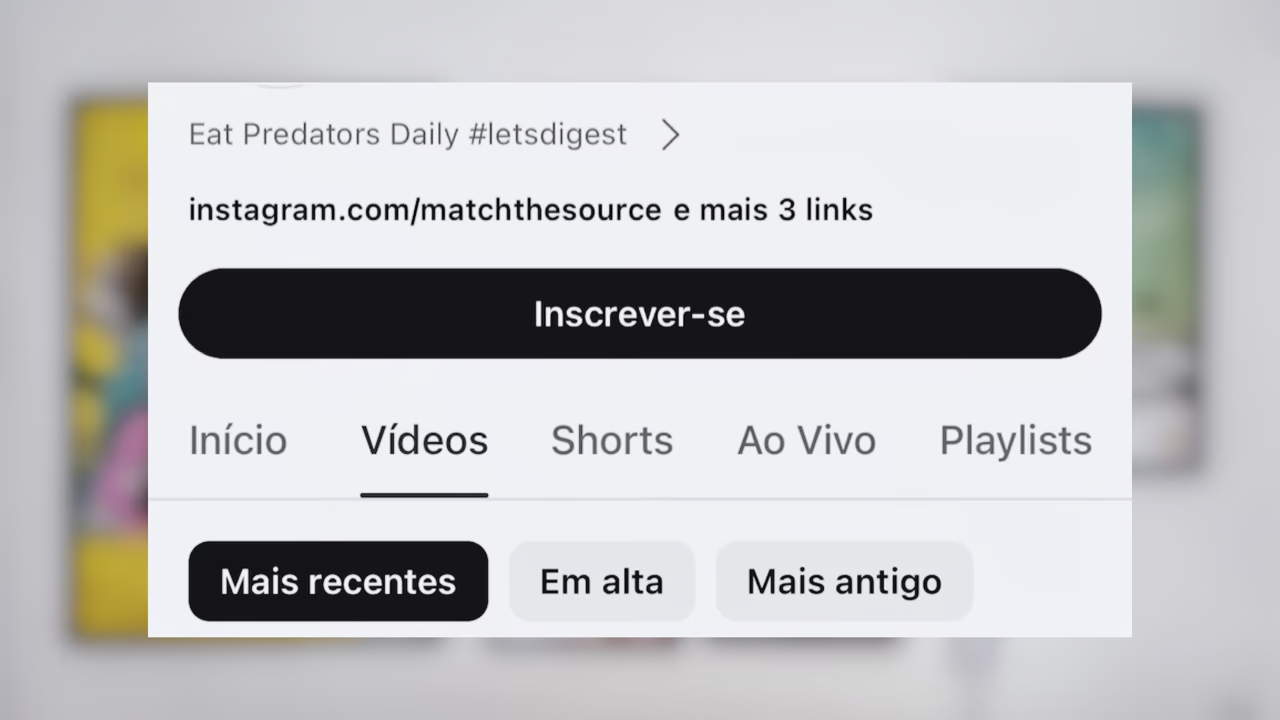 Eat Predators Daily #letsdigest
instagram.com/matchthesource e mais 3 links
Inscrever-se
Início Vídeos Shorts Ao Vivo Playlists
Mais recentes Em alta Mais antigo